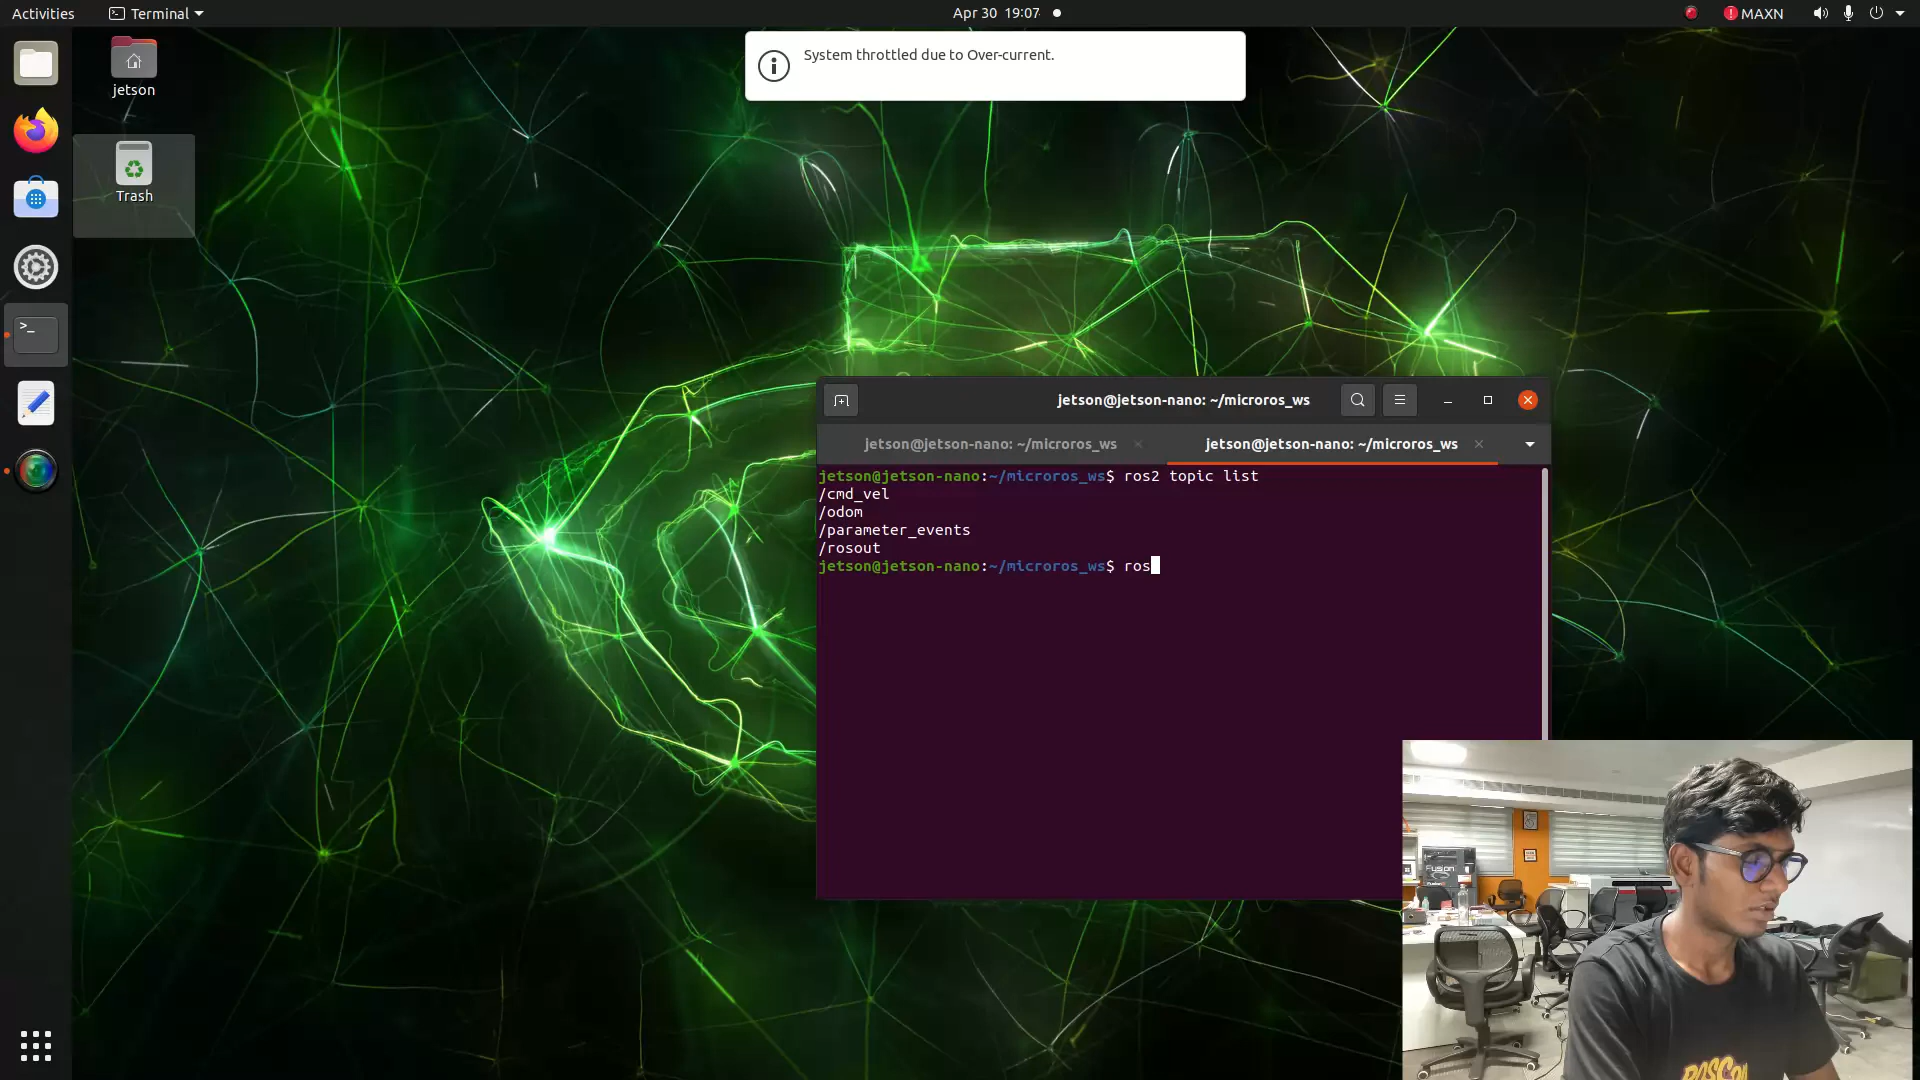 Activities
Terminal
Apr 30 19:07
MAXN
System throttled due to Over-current.
jetson
Trash
jetson@jetson-nano: ~/microros_ws
jetson@jetson-nano: ~/microros_ws
jetson@jetson-nano: ~/microros_ws
jetson@jetson-nano:~/microros_ws$ ros2 topic list
/cmd_vel
/odom
/parameter_events
/rosout
jetson@jetson-nano:~/microros_ws$ ros
Fusion